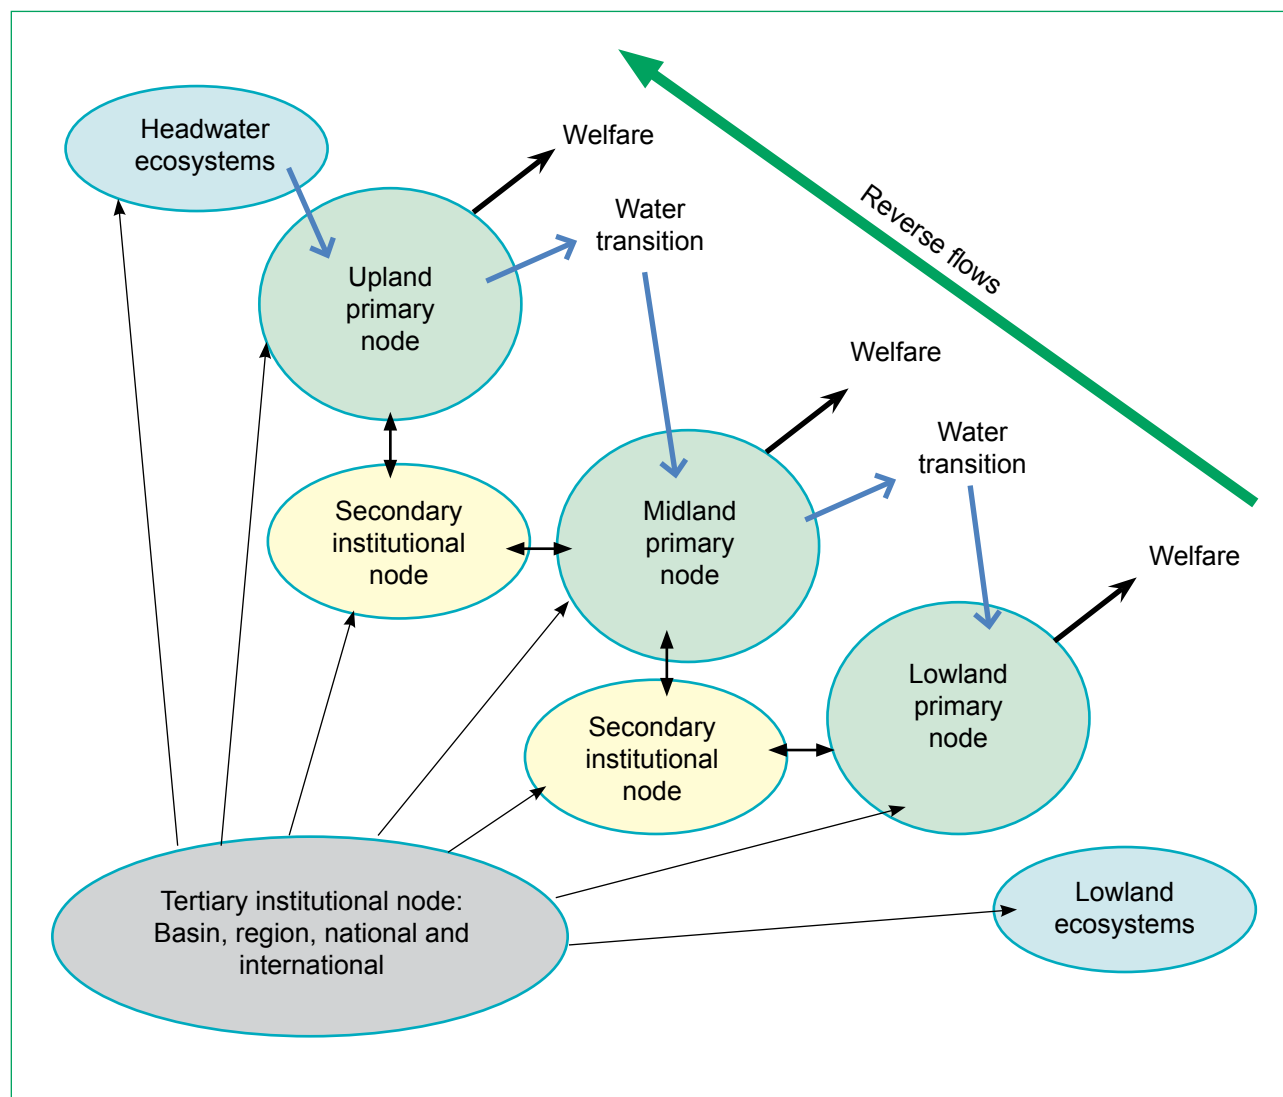 Headwater
ecosystems
Welfare
Water
transition
Reverse flows
Upland
primary
node
Welfare
Water
transition
Secondary
institutional
node
Midland
primary
node
Welfare
Lowland
primary
node
Secondary
institutional
node
Tertiary institutional node:
Basin, region, national and
international
Lowland
ecosystems